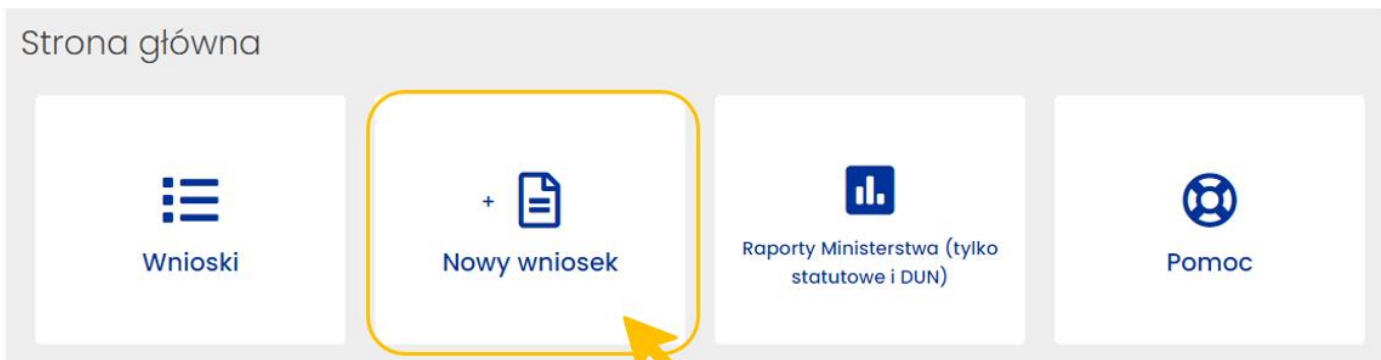 Strona główna
Wnioski
+
Nowy wniosek
Raporty Ministerstwa (tylko
statutowe i DUN)
Pomoc